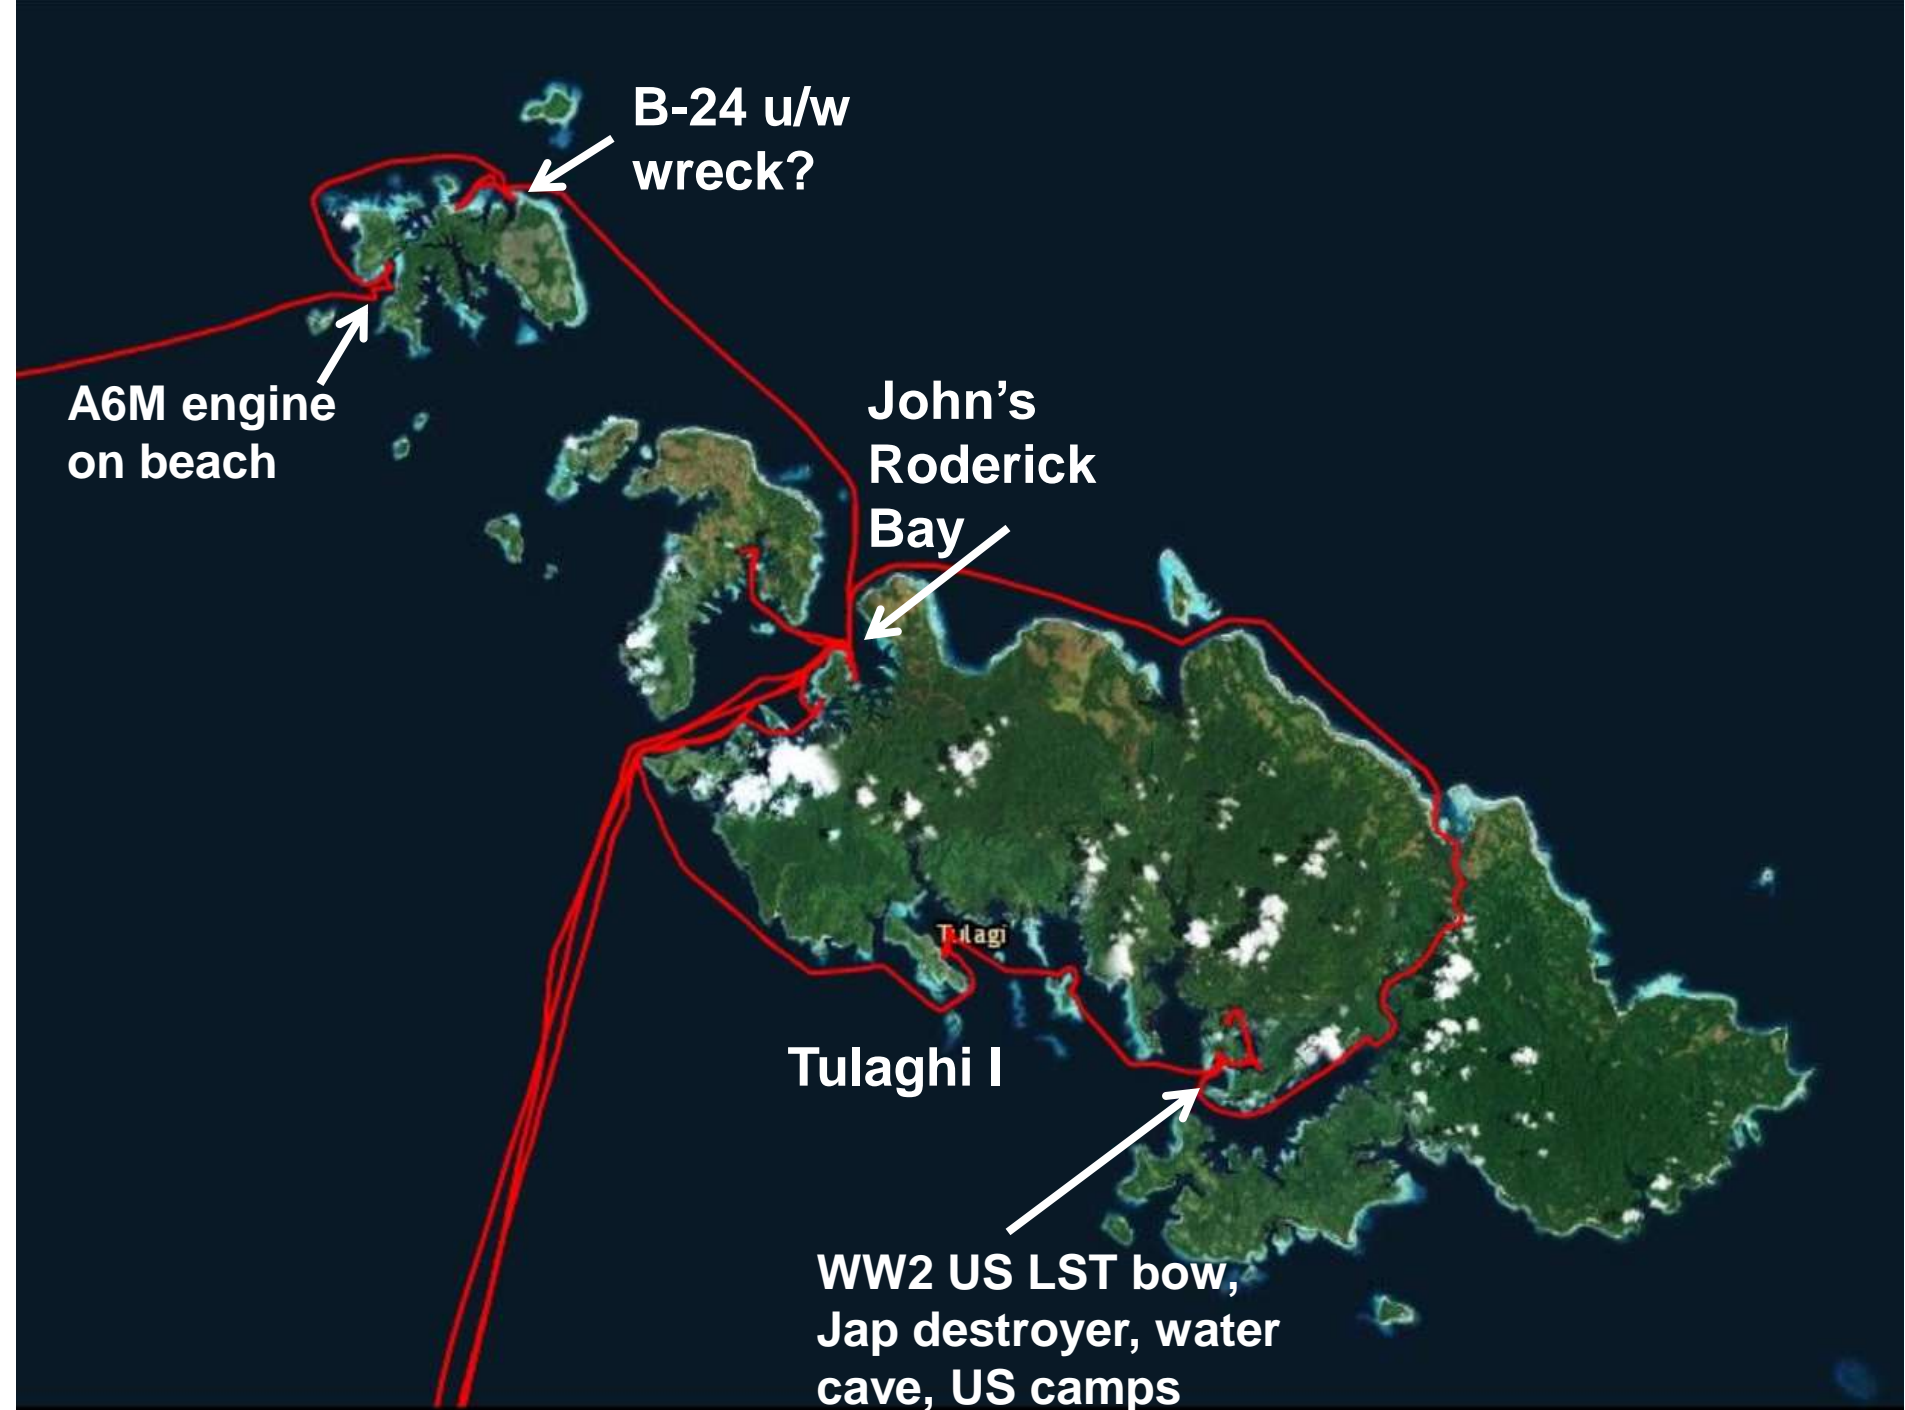 B-24 u/w
wreck?
A6M engine
on beach
John’s
Roderick
Bay
Tulagi
Tulaghi I
WW2 US LST bow,
Jap destroyer, water
cave, US camps